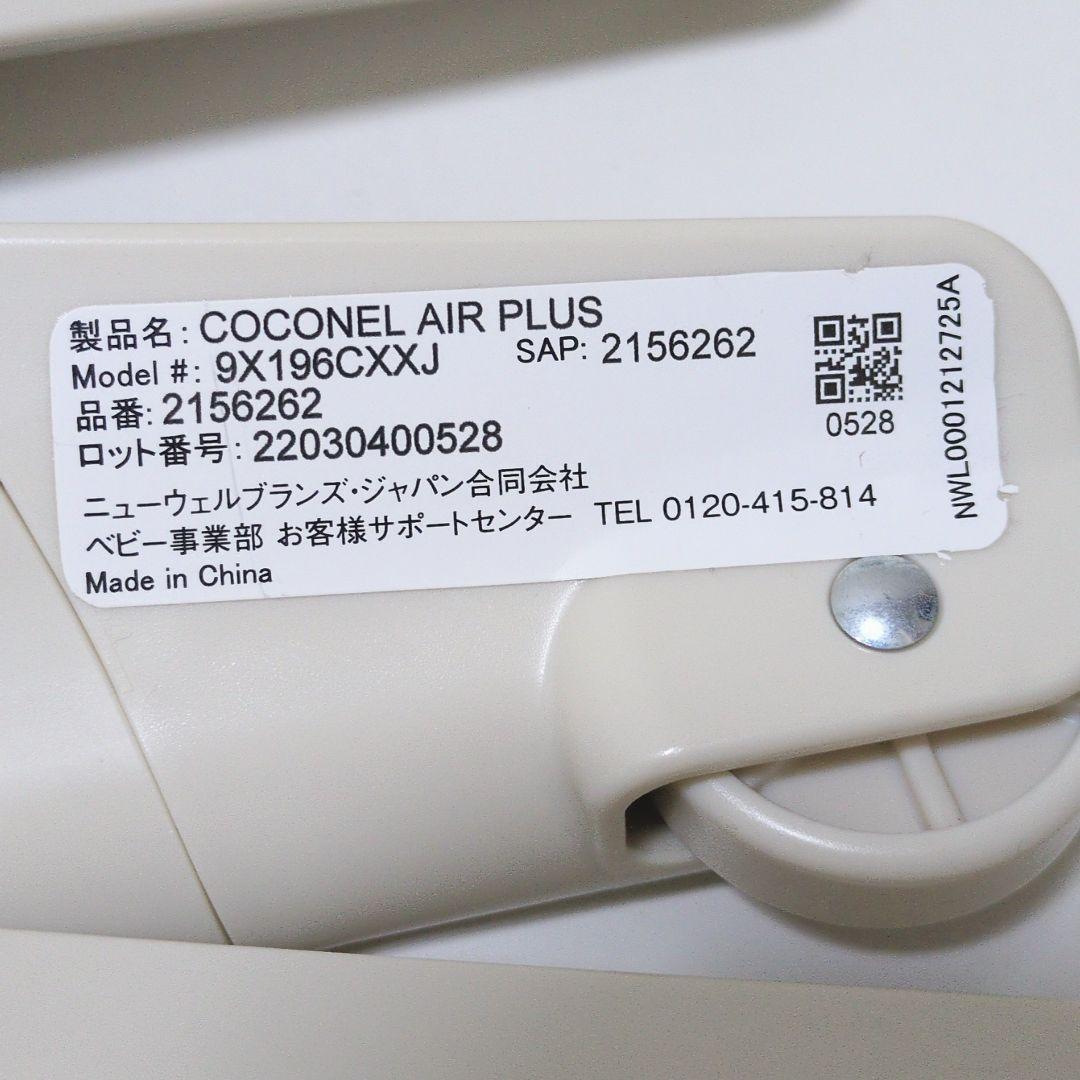 製品名: COCONEL AIR PLUS
Model #: 9X196CXXJ SAP: 2156262
品番: 2156262
ロット番号: 22030400528
ニューウェルブランズ・ジャパン合同会社
ベビー事業部 お客様サポートセンター TEL 0120-415-814
Made in China
0528
NWL0001212725A